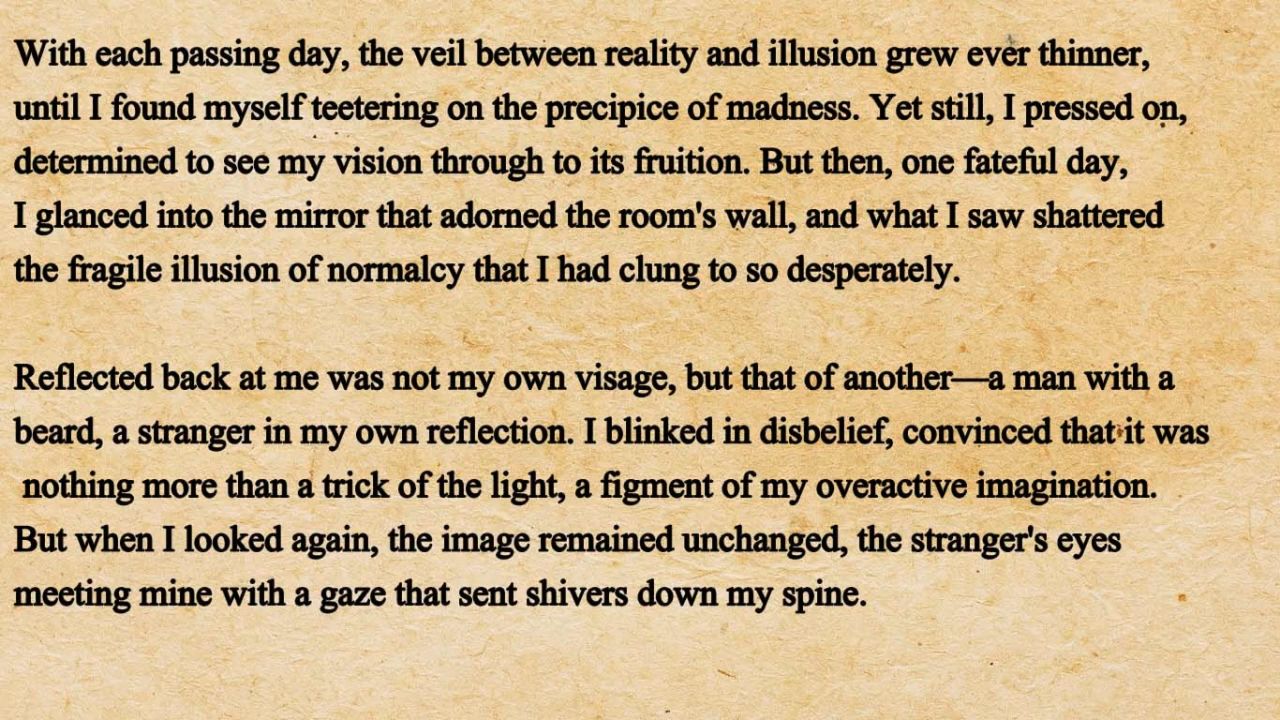 With each passing day, the veil between reality and illusion grew ever thinner,
until I found myself teetering on the precipice of madness. Yet still, I pressed on,
determined to see my vision through to its fruition. But then, one fateful day,
I glanced into the mirror that adorned the room's wall, and what I saw shattered
the fragile illusion of normalcy that I had clung to so desperately.
Reflected back at me was not my own visage, but that of another—a man with a
beard, a stranger in my own reflection. I blinked in disbelief, convinced that it was
nothing more than a trick of the light, a figment of my overactive imagination.
But when I looked again, the image remained unchanged, the stranger's eyes
meeting mine with a gaze that sent shivers down my spine.